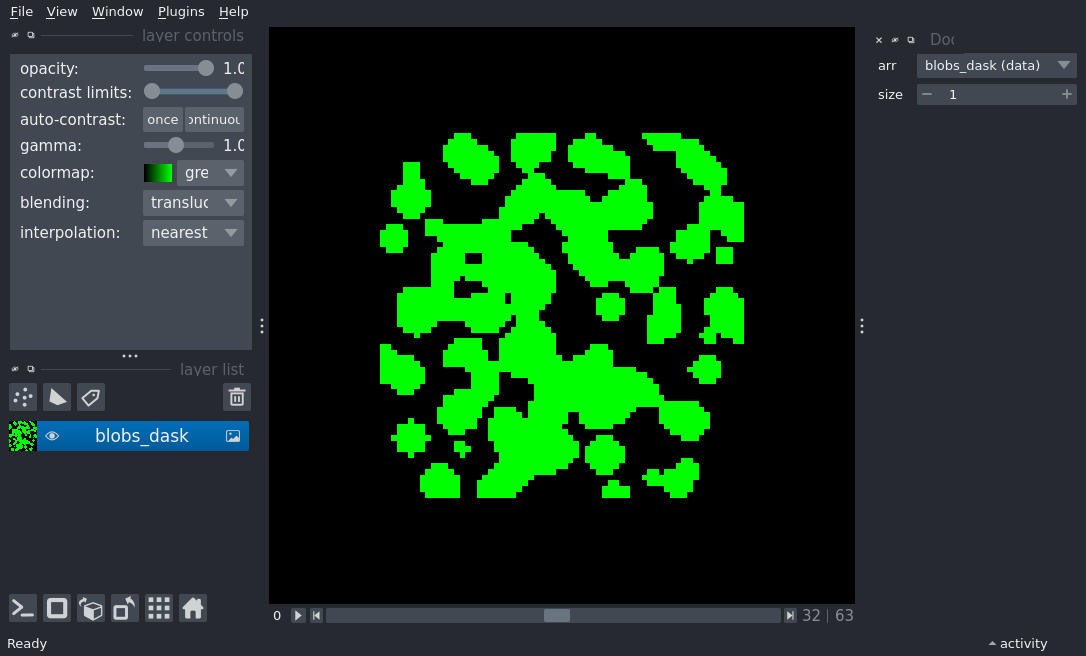 File View Window Plugins Help
layer controls
opacity: 1.0
contrast limits:
auto-contrast: once ontinuou
gamma: 1.0
colormap: gre
blending: transluc
interpolation: nearest
layer list
blobs_dask
0 32 | 63
Ready
Doc
arr blobs_dask (data)
size 1
activity